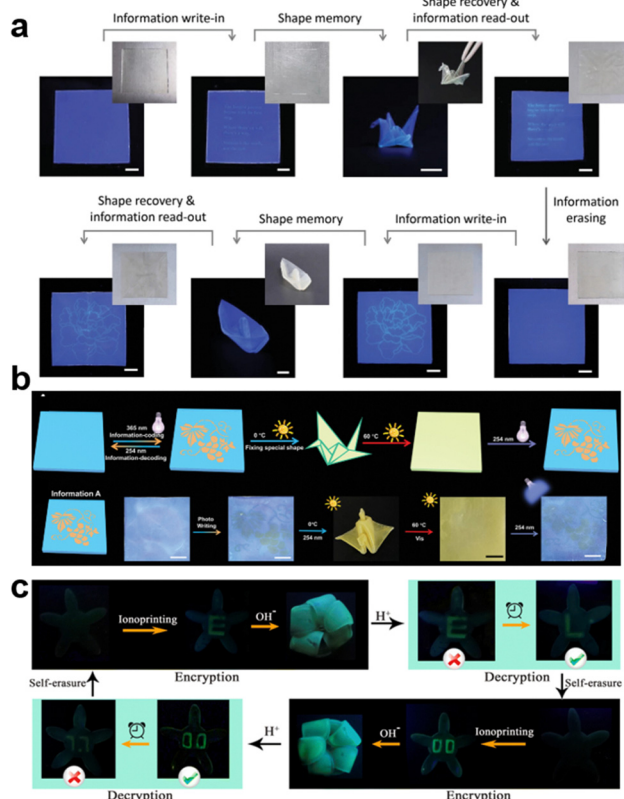 a
Information write-in
Shape memory
Shape recovery &
information read-out
Information
erasing
Shape recovery &
information read-out
Shape memory
Information write-in
b
365 nm
Information-coding
254 nm
Information-decoding
0 °C
Fixing special shape
60 °C
254 nm
Information A
Photo
Writing
0°C
254 nm
60 °C
Vis
254 nm
c
Ionoprinting
E
OH⁻
H⁺
E
L
Encryption
Decryption
Self-erasure
Self-erasure
H⁺
OH⁻
Ionoprinting
00
00
Decryption
Encryption